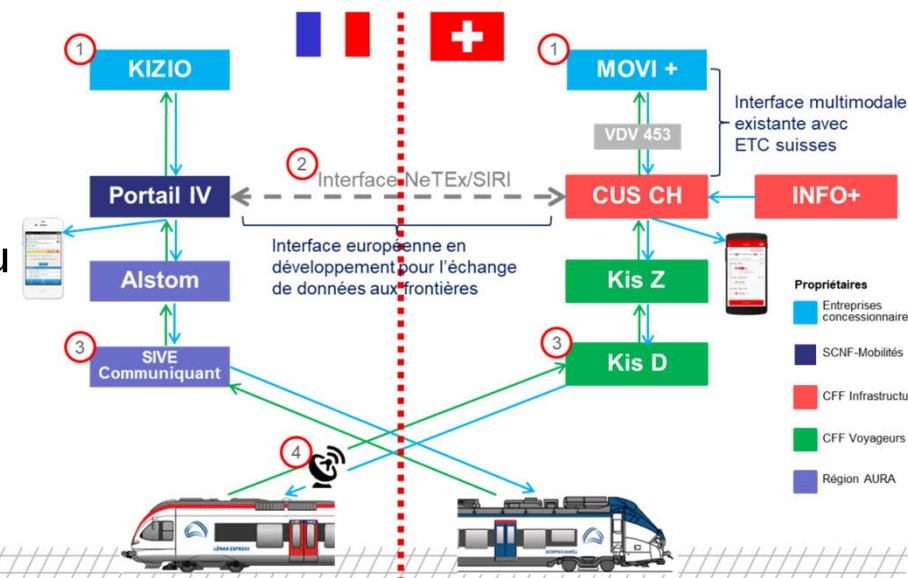 1
KIZIO
1
MOVI +
VDV 453
Interface multimodale
existante avec
ETC suisses
2
Interface NeTEx/SIRI
Portail IV
CUS CH
INFO+
u
Interface européenne en
développement pour l'échange
de données aux frontières
Alstom
Kis Z
Propriétaires
Entreprises
concessionnaire
SCNF-Mobilités
CFF Infrastructu
CFF Voyageurs
Région AURA
3
SIVE
Communiquant
3
Kis D
4
LÉMAN EXPRESS